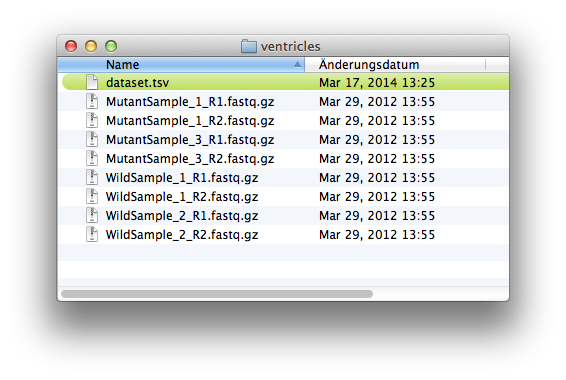 ventricles
Name Änderungsdatum
dataset.tsv Mar 17, 2014 13:25
MutantSample_1_R1.fastq.gz Mar 29, 2012 13:55
MutantSample_1_R2.fastq.gz Mar 29, 2012 13:55
MutantSample_3_R1.fastq.gz Mar 29, 2012 13:55
MutantSample_3_R2.fastq.gz Mar 29, 2012 13:55
WildSample_1_R1.fastq.gz Mar 29, 2012 13:55
WildSample_1_R2.fastq.gz Mar 29, 2012 13:55
WildSample_2_R1.fastq.gz Mar 29, 2012 13:55
WildSample_2_R2.fastq.gz Mar 29, 2012 13:55